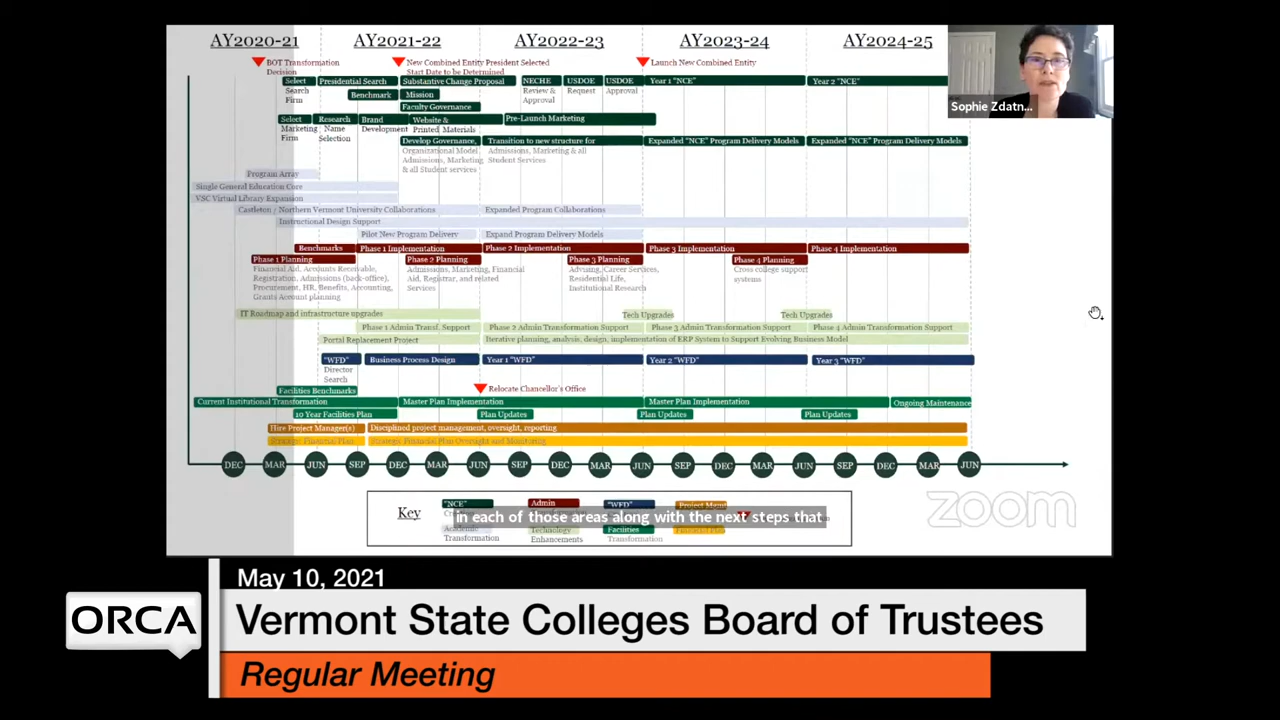 AY2020-21 AY2021-22 AY2022-23 AY2023-24 AY2024-25
BOT Transformation
Decision
New Combined Entity President Selected
Start Date to be Determined
Launch New Combined Entity
Select
Search
Firm
Presidential Search
Substantive Change Proposal
NECHE
Review &
Approval
USDOE
Request
USDOE
Approval
Year 1 "NCE"
Year 2 "NCE"
Sophie Zdatn...
Benchmark
Mission
Faculty Governance
Select
Marketing
Firm
Research
Name
Selection
Brand
Development
Website &
Printed Materials
Pre-Launch Marketing
Develop Governance,
Organizational Model,
Admissions, Marketing
& all Student services
Transition to new structure for
Admissions, Marketing & all
Student Services
Expanded "NCE" Program Delivery Models
Expanded "NCE" Program Delivery Models
Program Array
Single General Education Core
VSC Virtual Library Expansion
Castleton / Northern Vermont University Collaborations
Expanded Program Collaborations
Instructional Design Support
Pilot New Program Delivery
Expand Program Delivery Models
Benchmarks
Phase 1 Implementation
Phase 2 Implementation
Phase 3 Implementation
Phase 4 Implementation
Phase 1 Planning
Financial Aid, Accounts Receivable,
Registration, Admissions (back-office),
Procurement, HR, Benefits, Accounting,
Grants Account planning
Phase 2 Planning
Admissions, Marketing, Financial
Aid, Registrar, and related
Services
Phase 3 Planning
Advising, Career Services,
Residential Life,
Institutional Research
Phase 4 Planning
Cross college support
systems
IT Roadmap and infrastructure upgrades
Tech Upgrades
Tech Upgrades
Phase 1 Admin Transf. Support
Phase 2 Admin Transformation Support
Phase 3 Admin Transformation Support
Phase 4 Admin Transformation Support
Portal Replacement Project
Iterative planning, analysis, design, implementation of ERP System to Support Evolving Business Model
"WFD"
Director
Search
Business Process Design
Year 1 "WFD"
Year 2 "WFD"
Year 3 "WFD"
Relocate Chancellor's Office
Facilities Benchmarks
Current Institutional Transformation
Master Plan Implementation
Master Plan Implementation
Ongoing Maintenance
10 Year Facilities Plan
Plan Updates
Plan Updates
Plan Updates
Hire Project Manager(s)
Disciplined project management, oversight, reporting
Strategic Financial Plan
Strategic Financial Plan Oversight and Monitoring
DEC MAR JUN SEP DEC MAR JUN SEP DEC MAR JUN SEP DEC MAR JUN SEP DEC MAR JUN
Key
"NCE"
Admin
"WFD"
Project Mgmt
in each of those areas along with the next steps that
Academic
Transformation
Technology
Enhancements
Facilities
Transformation
zoom
May 10, 2021
ORCA
Vermont State Colleges Board of Trustees
Regular Meeting